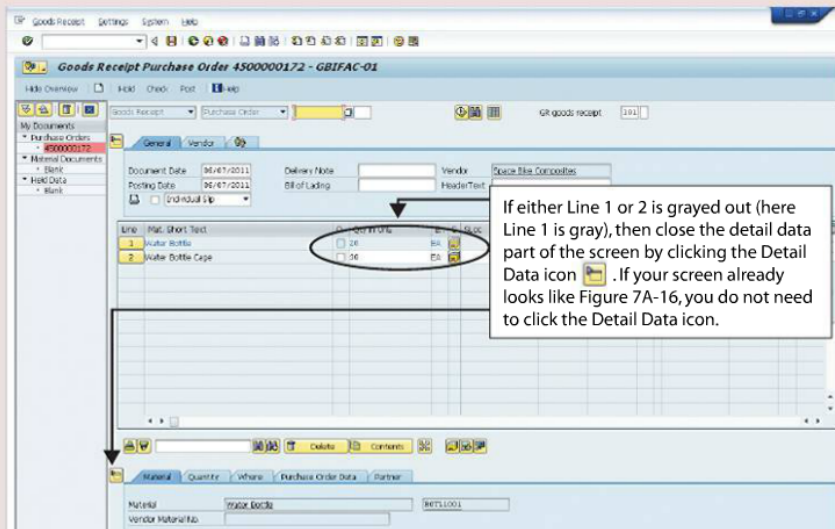 Goods Receipt Settings System Help
Goods Receipt Purchase Order 4500000172 - GBIFAC-01
Hide Overview Hold Check Post Help
Goods Receipt Purchase Order GR goods receipt 101
My Documents
Purchase Orders
4500000172
Material Documents
Blank
Held Data
Blank
General Vendor
Document Date 06/07/2011 Delivery Note Vendor Space Bike Composites
Posting Date 06/07/2011 Bill of Lading HeaderText
Individual Slip
Line Mat. Short Text SLoc
1 Water Bottle 20 EA
2 Water Bottle Cage EA
If either Line 1 or 2 is grayed out (here
Line 1 is gray), then close the detail data
part of the screen by clicking the Detail
Data icon . If your screen already
looks like Figure 7A-16, you do not need
to click the Detail Data icon.
Delete Contents
Material Quantity Where Purchase Order Data Partner
Material Water Bottle BOTL1001
Vendor Material No.